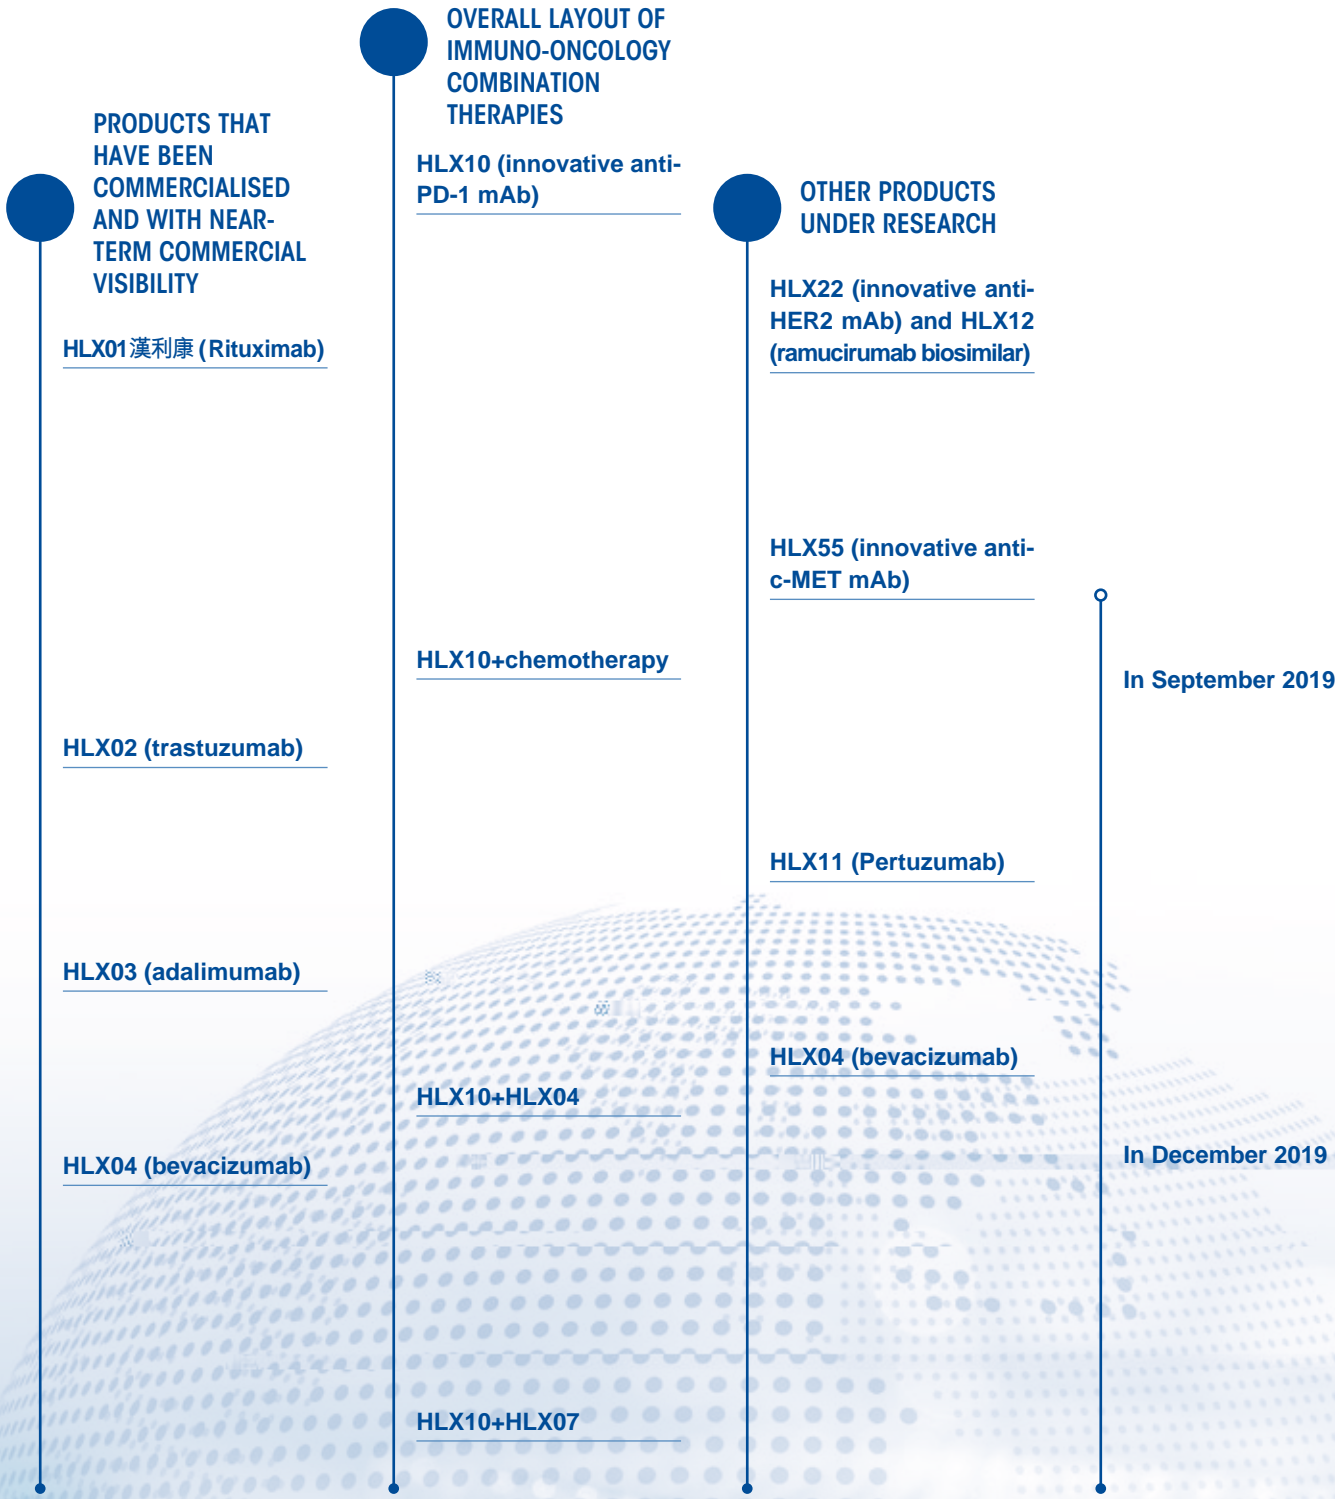 PRODUCTS THAT
HAVE BEEN
COMMERCIALISED
AND WITH NEAR-
TERM COMMERCIAL
VISIBILITY
HLX01漢利康 (Rituximab)
HLX02 (trastuzumab)
HLX03 (adalimumab)
HLX04 (bevacizumab)
OVERALL LAYOUT OF
IMMUNO-ONCOLOGY
COMBINATION
THERAPIES
HLX10 (innovative anti-
PD-1 mAb)
HLX10+chemotherapy
HLX10+HLX04
HLX10+HLX07
OTHER PRODUCTS
UNDER RESEARCH
HLX22 (innovative anti-
HER2 mAb) and HLX12
(ramucirumab biosimilar)
HLX55 (innovative anti-
c-MET mAb)
HLX11 (Pertuzumab)
HLX04 (bevacizumab)
In September 2019
In December 2019